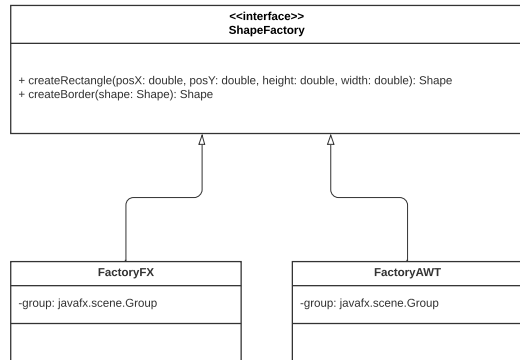 <<interface>>
ShapeFactory
+ createRectangle(posX: double, posY: double, height: double, width: double): Shape
+ createBorder(shape: Shape): Shape
FactoryFX
-group: javafx.scene.Group
FactoryAWT
-group: javafx.scene.Group